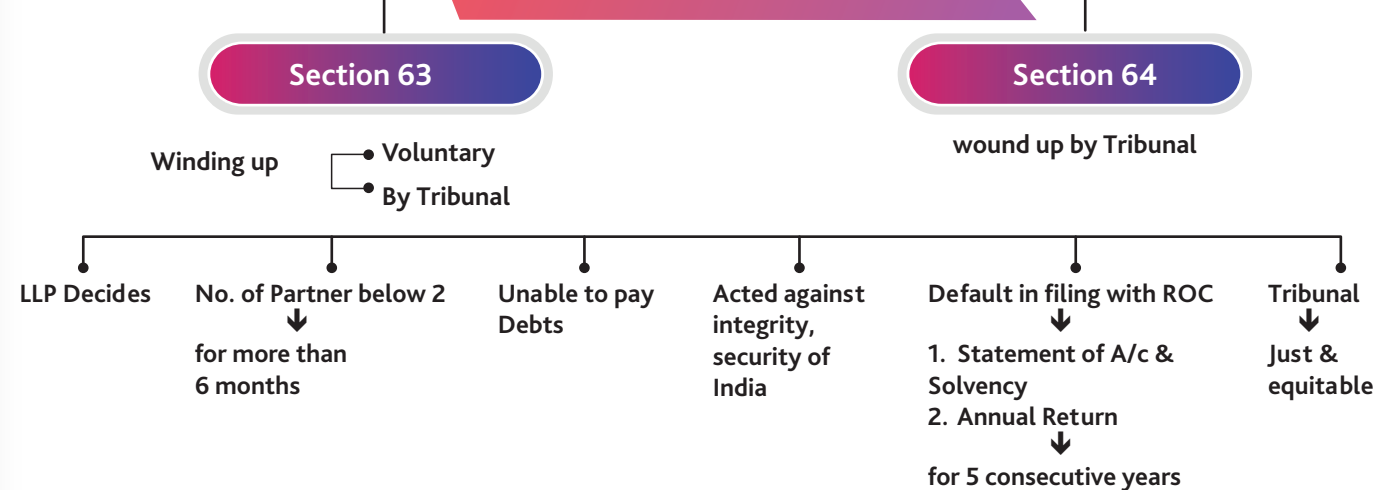 Section 63
Section 64
Winding up
Voluntary
By Tribunal
wound up by Tribunal
LLP Decides
No. of Partner below 2
for more than
6 months
Unable to pay
Debts
Acted against
integrity,
security of
India
Default in filing with ROC
1. Statement of A/c &
Solvency
2. Annual Return
for 5 consecutive years
Tribunal
Just &
equitable